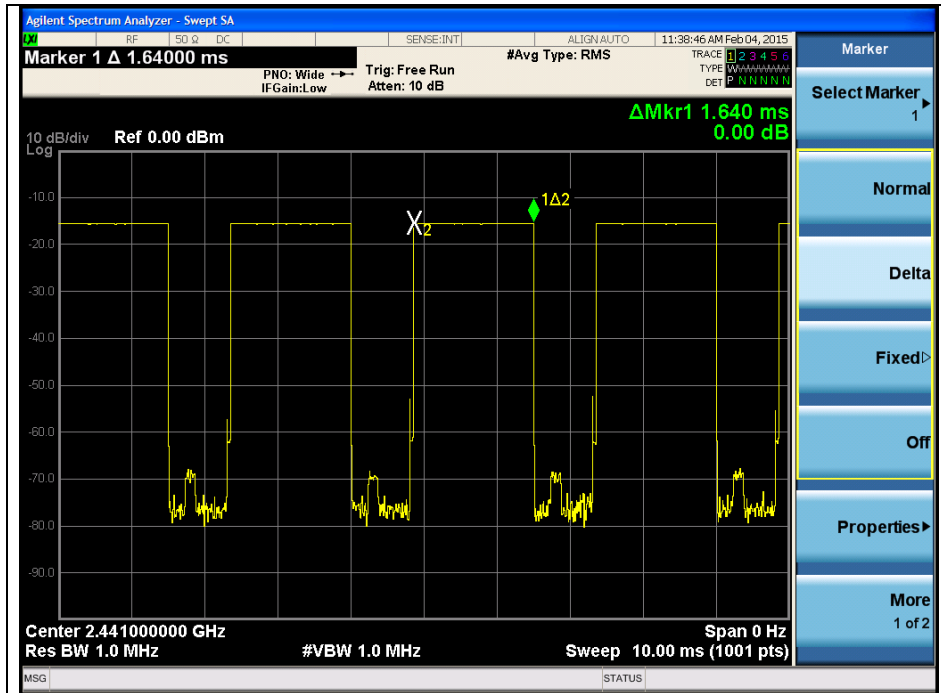 Agilent Spectrum Analyzer - Swept SA
LXI RF 50 Ω DC SENSE:INT ALIGN AUTO 11:38:46 AM Feb 04, 2015
Marker 1 Δ 1.64000 ms
PNO: Wide
IFGain:Low
Trig: Free Run
Atten: 10 dB
#Avg Type: RMS
TRACE 1 2 3 4 5 6
TYPE W
DET P N N N N N
ΔMkr1 1.640 ms
0.00 dB
10 dB/div
Log
Ref 0.00 dBm
-10.0
-20.0
-30.0
-40.0
-50.0
-60.0
-70.0
-80.0
-90.0
X2
1Δ2
Center 2.441000000 GHz
Span 0 Hz
Res BW 1.0 MHz
#VBW 1.0 MHz
Sweep 10.00 ms (1001 pts)
MSG
STATUS
Marker
Select Marker
1
Normal
Delta
Fixed
Off
Properties
More
1 of 2